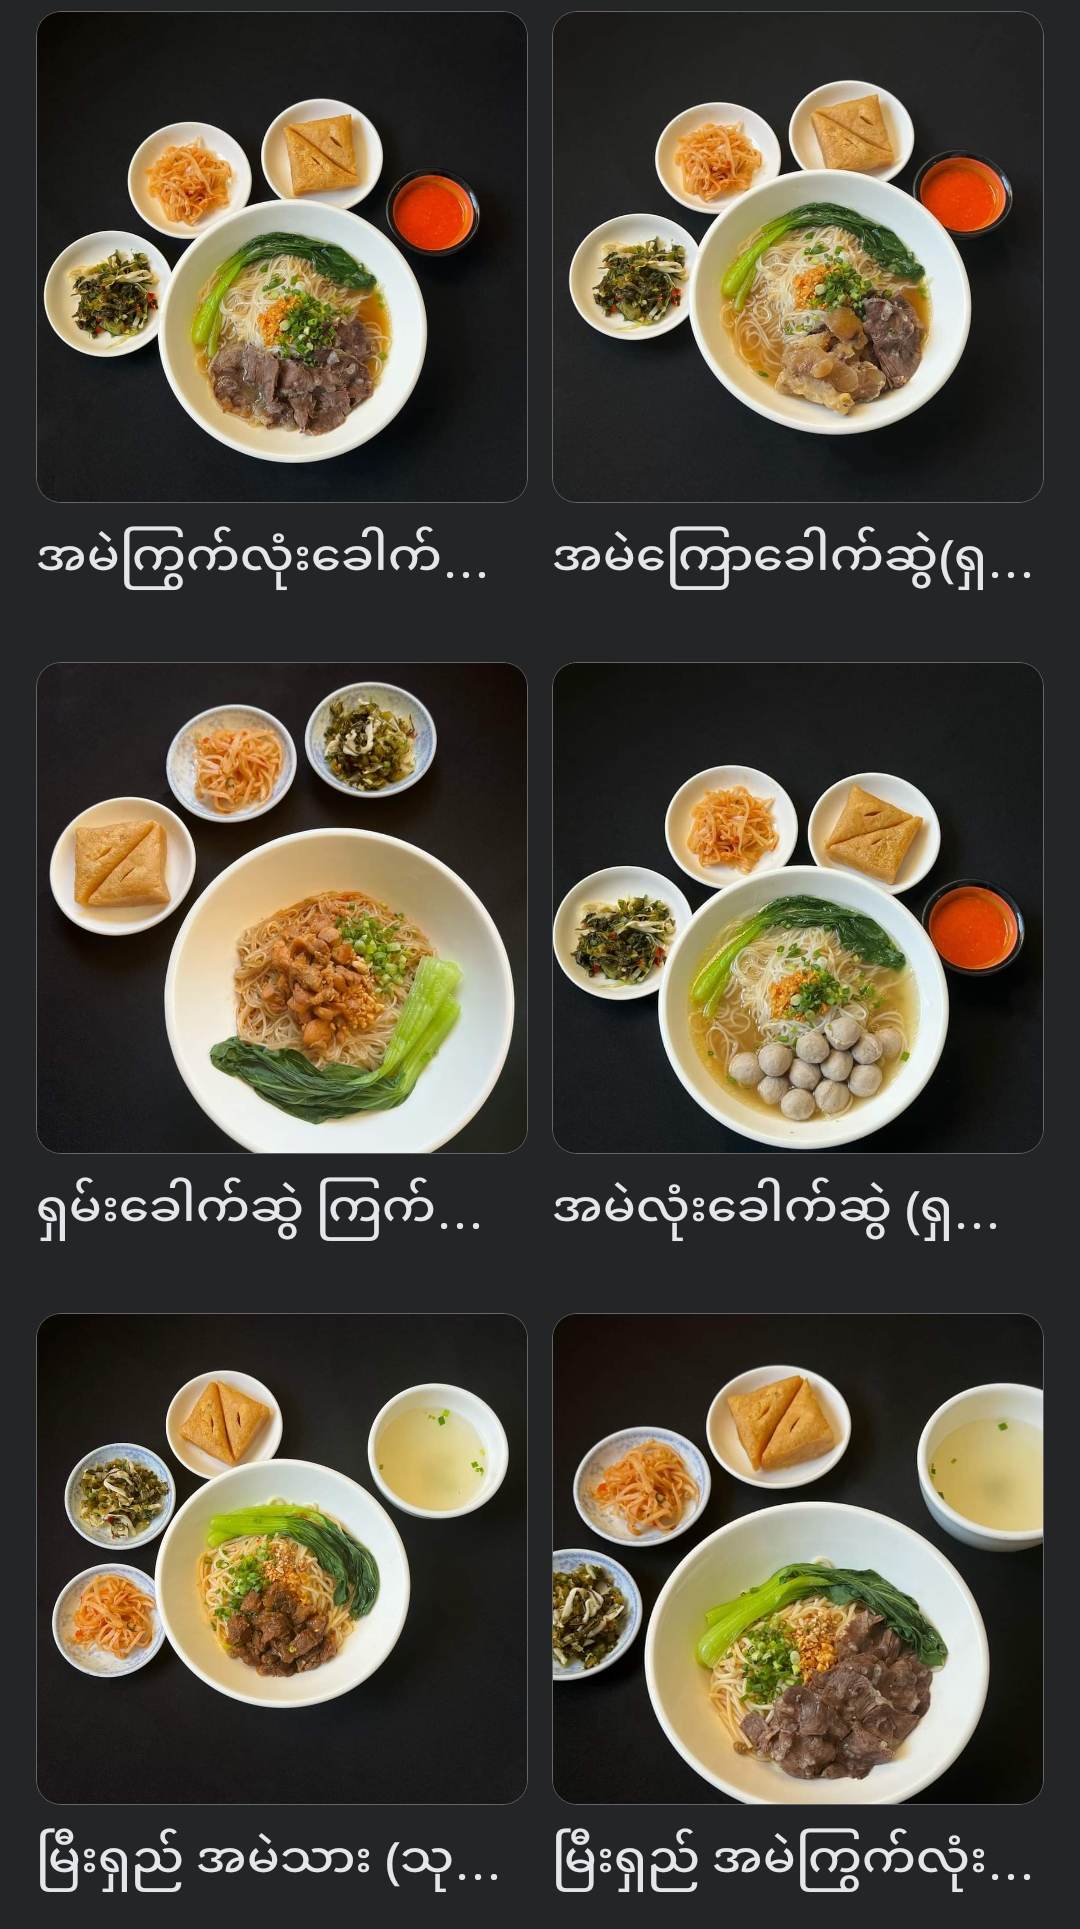 အမဲကြွက်လုံးခေါက်...
အမဲကြောခေါက်ဆွဲ(ရှ...
ရှမ်းခေါက်ဆွဲ ကြက်...
အမဲလုံးခေါက်ဆွဲ (ရှ...
မြီးရှည် အမဲသား (သု...
မြီးရှည် အမဲကြွက်လုံး...